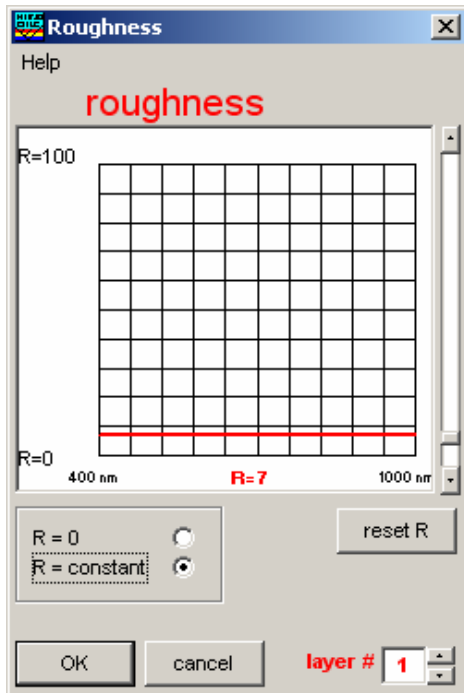 Roughness
Help
roughness
R=100
R=0
400 nm R=7 1000 nm
R = 0
R = constant
reset R
OK cancel layer # 1